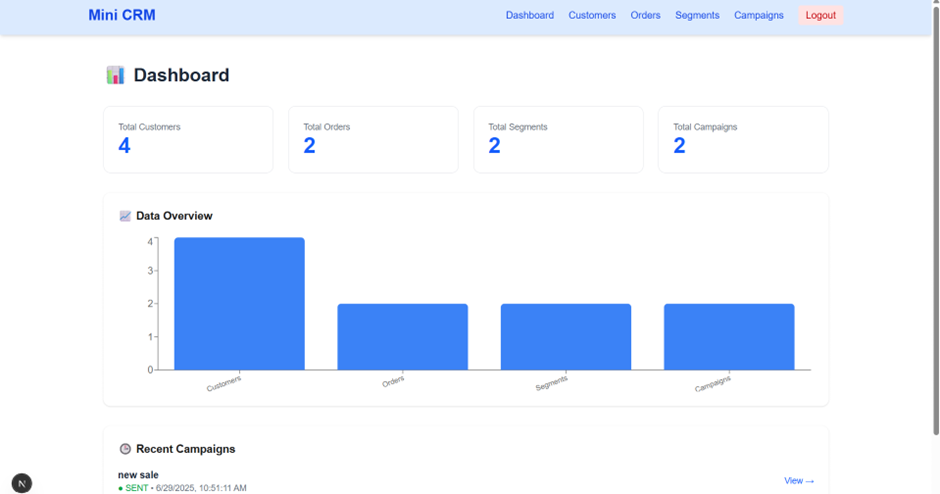 Mini CRM
Dashboard Customers Orders Segments Campaigns Logout
Dashboard
Total Customers Total Orders Total Segments Total Campaigns
4 2 2 2
Data Overview
4
3
2
1
0
Customers Orders Segments Campaigns
Recent Campaigns
new sale
View →
● SENT • 6/29/2025, 10:51:11 AM
N